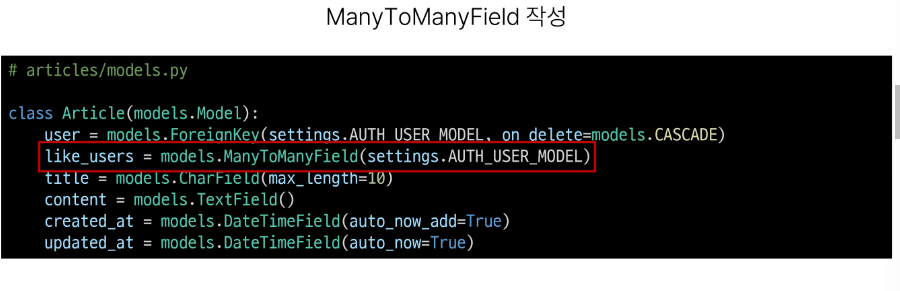 ManyToManyField 작성
# articles/models.py
class Article(models.Model):
user = models.ForeignKey(settings.AUTH_USER_MODEL, on_delete=models.CASCADE)
like_users = models.ManyToManyField(settings.AUTH_USER_MODEL)
title = models.CharField(max_length=10)
content = models.TextField()
created_at = models.DateTimeField(auto_now_add=True)
updated_at = models.DateTimeField(auto_now=True)